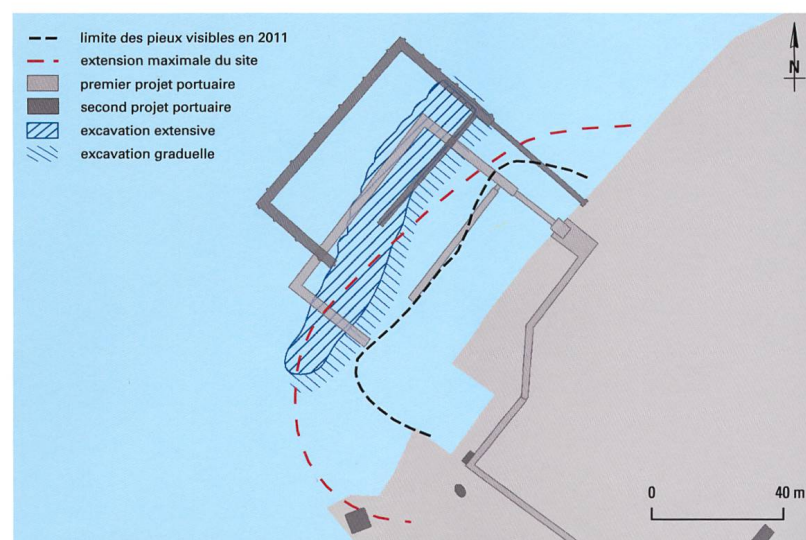 limite des pieux visibles en 2011
extension maximale du site
premier projet portuaire
second projet portuaire
excavation extensive
excavation graduelle
N
0 40 m